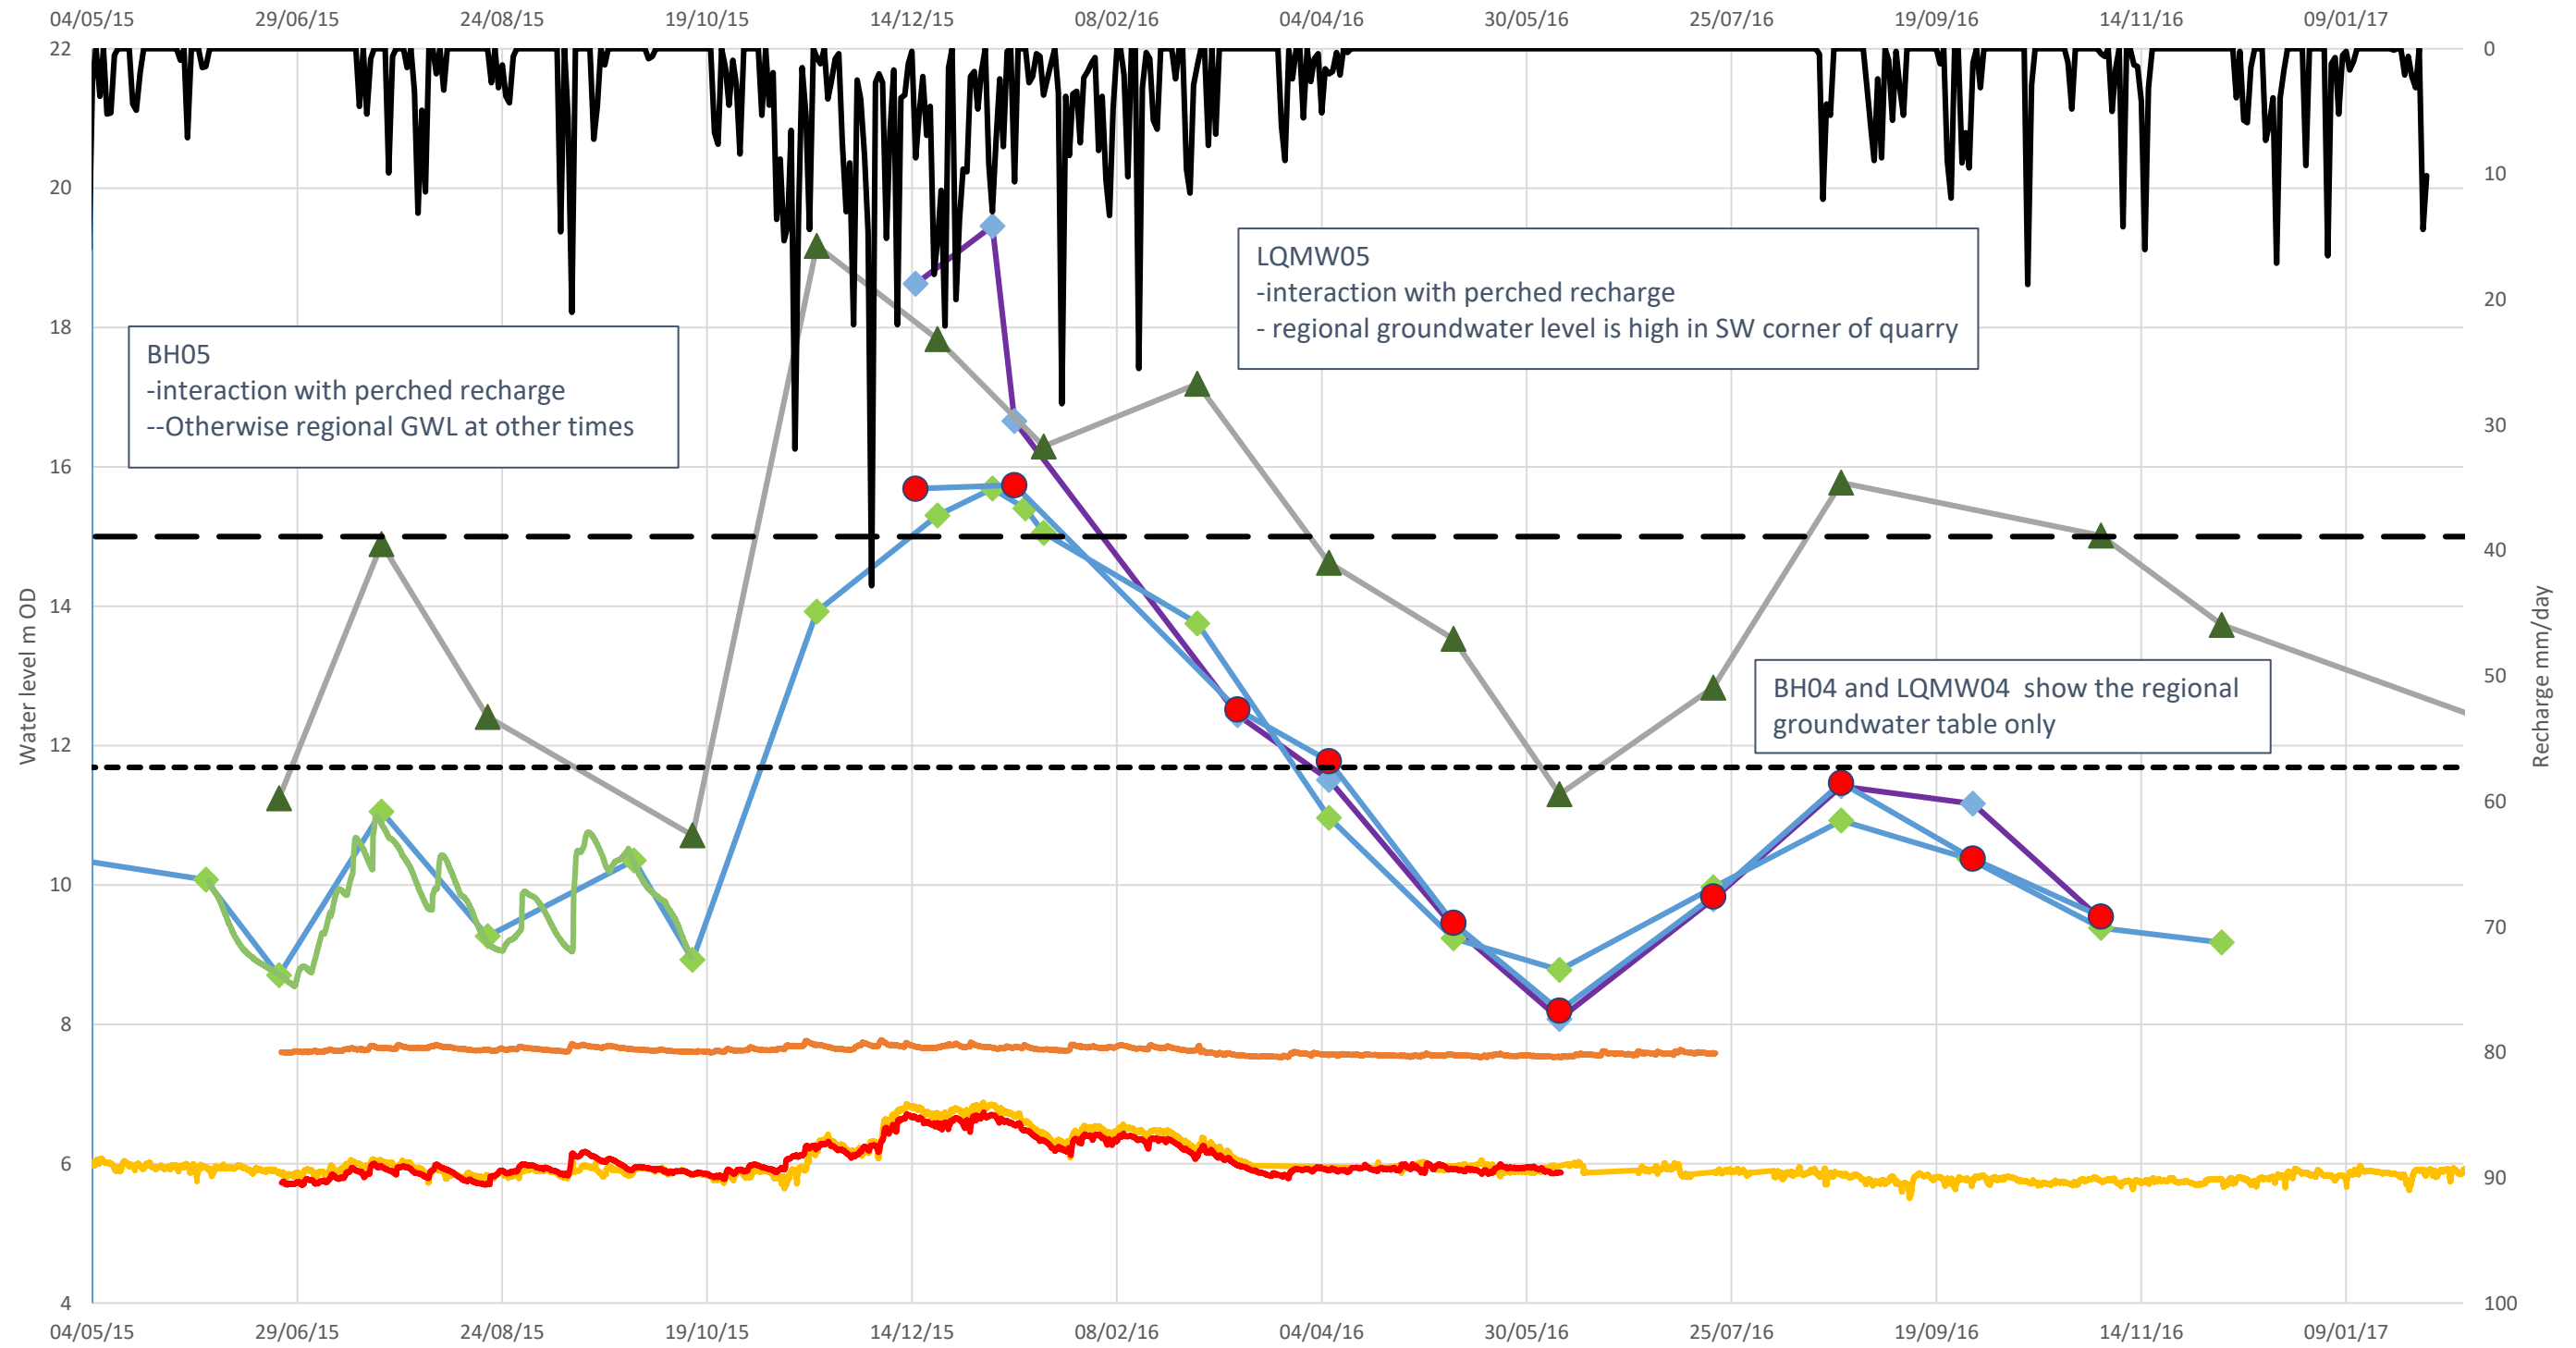 04/05/15 29/06/15 24/08/15 19/10/15 14/12/15 08/02/16 04/04/16 30/05/16 25/07/16 19/09/16 14/11/16 09/01/17
22
20
18
16
14
12
10
8
6
4
Water level m OD
BH05
-interaction with perched recharge
--Otherwise regional GWL at other times
LQMW05
-interaction with perched recharge
- regional groundwater level is high in SW corner of quarry
BH04 and LQMW04  show the regional
groundwater table only
0
10
20
30
40
50
60
70
80
90
100
Recharge mm/day
04/05/15 29/06/15 24/08/15 19/10/15 14/12/15 08/02/16 04/04/16 30/05/16 25/07/16 19/09/16 14/11/16 09/01/17